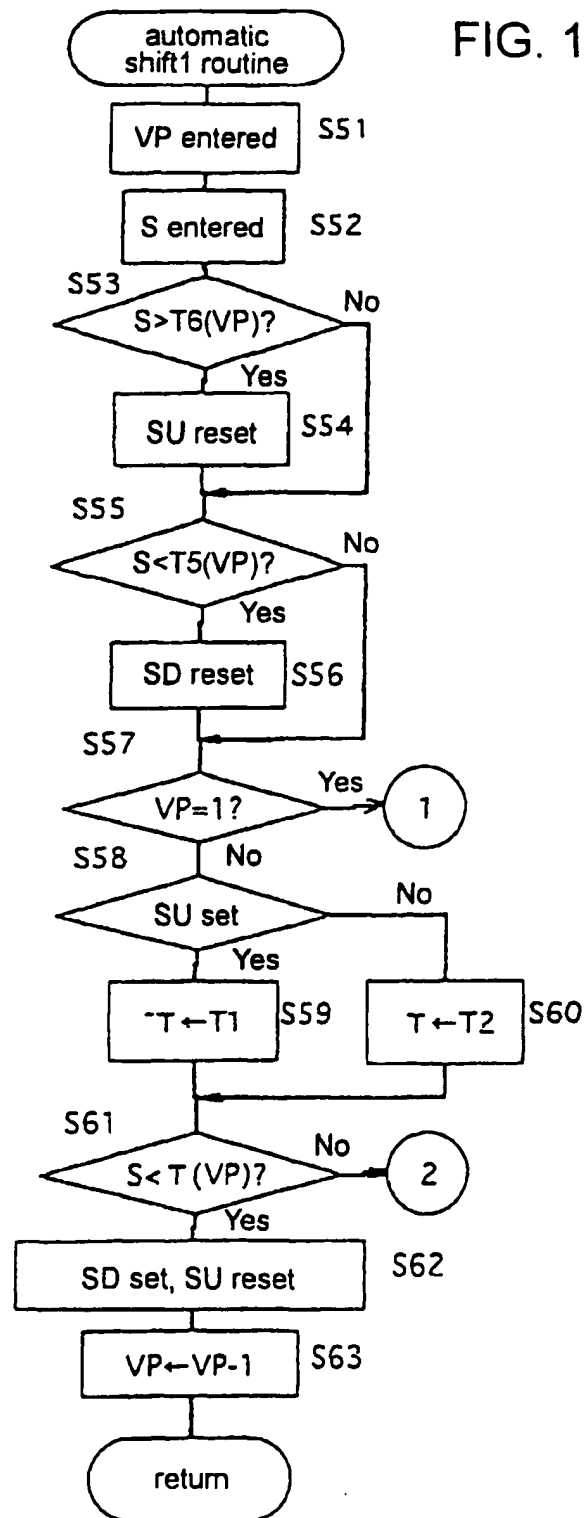 FIG. 1
automatic
shift1 routine
VP entered
S51
S entered
S52
S53
S>T6(VP)?
No
Yes
SU reset
S54
S55
S<T5(VP)?
No
Yes
SD reset
S56
S57
VP=1?
Yes
1
No
S58
SU set
No
Yes
T←T1
S59
T←T2
S60
S61
S<T(VP)?
No
2
Yes
SD set, SU reset
S62
VP←VP-1
S63
return